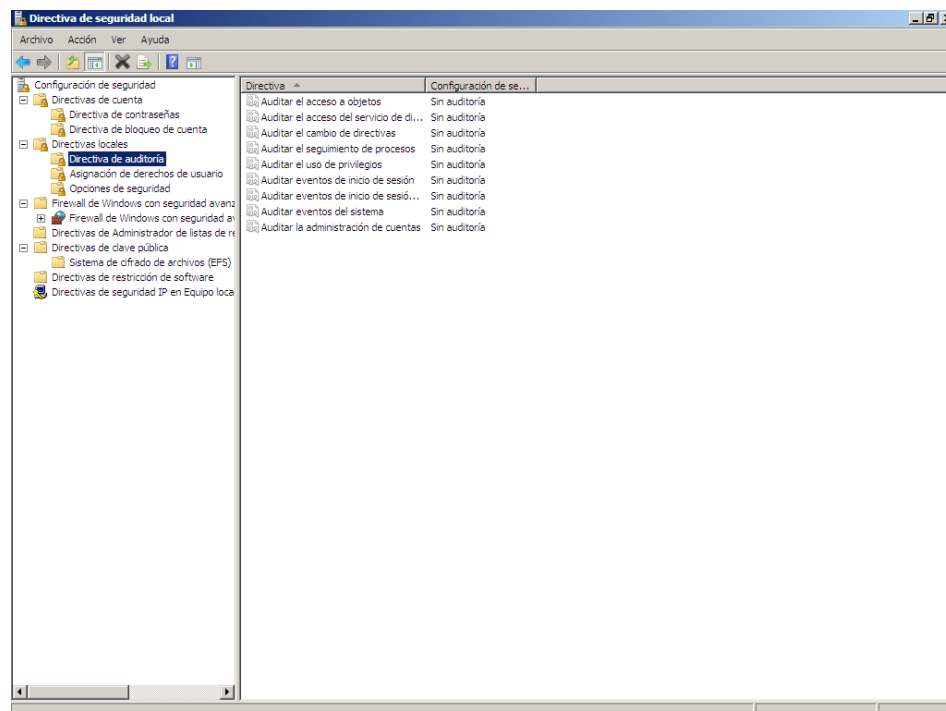 Directiva de seguridad local
Archivo Acción Ver Ayuda
Configuración de seguridad
Directivas de cuenta
Directiva de contraseñas
Directiva de bloqueo de cuenta
Directivas locales
Directiva de auditoría
Asignación de derechos de usuario
Opciones de seguridad
Firewall de Windows con seguridad avanz
Firewall de Windows con seguridad av
Directivas de Administrador de listas de re
Directivas de clave pública
Sistema de cifrado de archivos (EFS)
Directivas de restricción de software
Directivas de seguridad IP en Equipo loca
Directiva Configuración de se...
Auditar el acceso a objetos Sin auditoría
Auditar el acceso del servicio de di... Sin auditoría
Auditar el cambio de directivas Sin auditoría
Auditar el seguimiento de procesos Sin auditoría
Auditar el uso de privilegios Sin auditoría
Auditar eventos de inicio de sesión Sin auditoría
Auditar eventos de inicio de sesió... Sin auditoría
Auditar eventos del sistema Sin auditoría
Auditar la administración de cuentas Sin auditoría